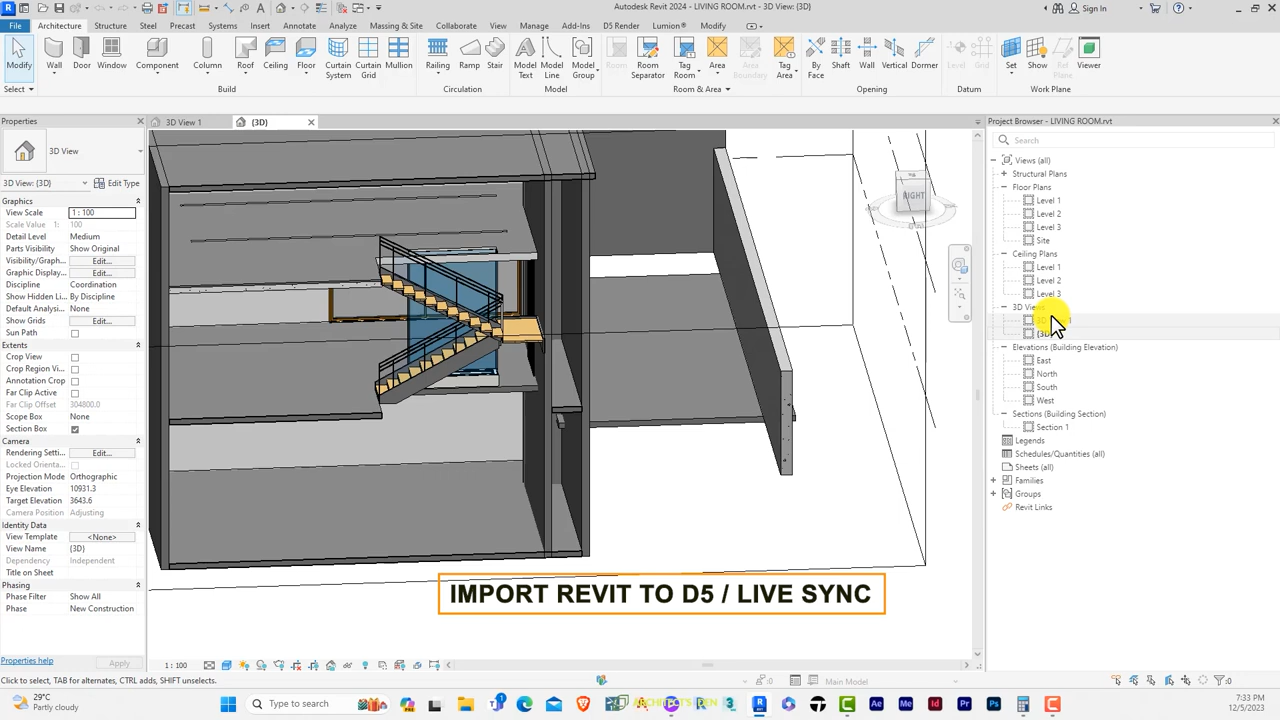 Autodesk Revit 2024 - LIVING ROOM.rvt - 3D View: {3D}
Sign In
File Architecture Structure Steel Precast Systems Insert Annotate Analyze Massing & Site Collaborate View Manage Add-Ins D5 Render Lumion® Modify
Modify Wall Door Window Component Column Roof Ceiling Floor Curtain System Curtain Grid Mullion Railing Ramp Stair Model Text Model Line Model Group Room Room Separator Tag Room Area Area Boundary Tag Area By Face Shaft Wall Vertical Dormer Level Grid Set Show Ref Plane Viewer
Select Build Circulation Model Room & Area Opening Datum Work Plane
Properties
3D View 1
{3D}
Project Browser - LIVING ROOM.rvt
3D View
3D View: {3D}
Edit Type
Graphics
View Scale 1 : 100
Scale Value 1: 100
Detail Level Medium
Parts Visibility Show Original
Visibility/Grap... Edit...
Graphic Display... Edit...
Discipline Coordination
Show Hidden Li... By Discipline
Default Analysi... None
Show Grids Edit...
Sun Path
Extents
Crop View
Crop Region Vi...
Annotation Crop
Far Clip Active
Far Clip Offset 304800.0
Scope Box None
Section Box
Camera
Rendering Setti... Edit...
Locked Orienta...
Projection Mode Orthographic
Eye Elevation 10931.3
Target Elevation 3643.6
Camera Position Adjusting
Identity Data
View Template <None>
View Name {3D}
Dependency Independent
Title on Sheet
Phasing
Phase Filter Show All
Phase New Construction
Properties help
Apply
RIGHT
Search
Views (all)
Structural Plans
Floor Plans
Level 1
Level 2
Level 3
Site
Ceiling Plans
Level 1
Level 2
Level 3
Elevations (Building Elevation)
East
North
South
West
Sections (Building Section)
Section 1
Legends
Schedules/Quantities (all)
Sheets (all)
Families
Groups
Revit Links
IMPORT REVIT TO D5 / LIVE SYNC
1 : 100
Click to select, TAB for alternates, CTRL adds, SHIFT unselects.
:0
Main Model
:0
29°C
Partly cloudy
Type here to search
7:33 PM
12/5/2023